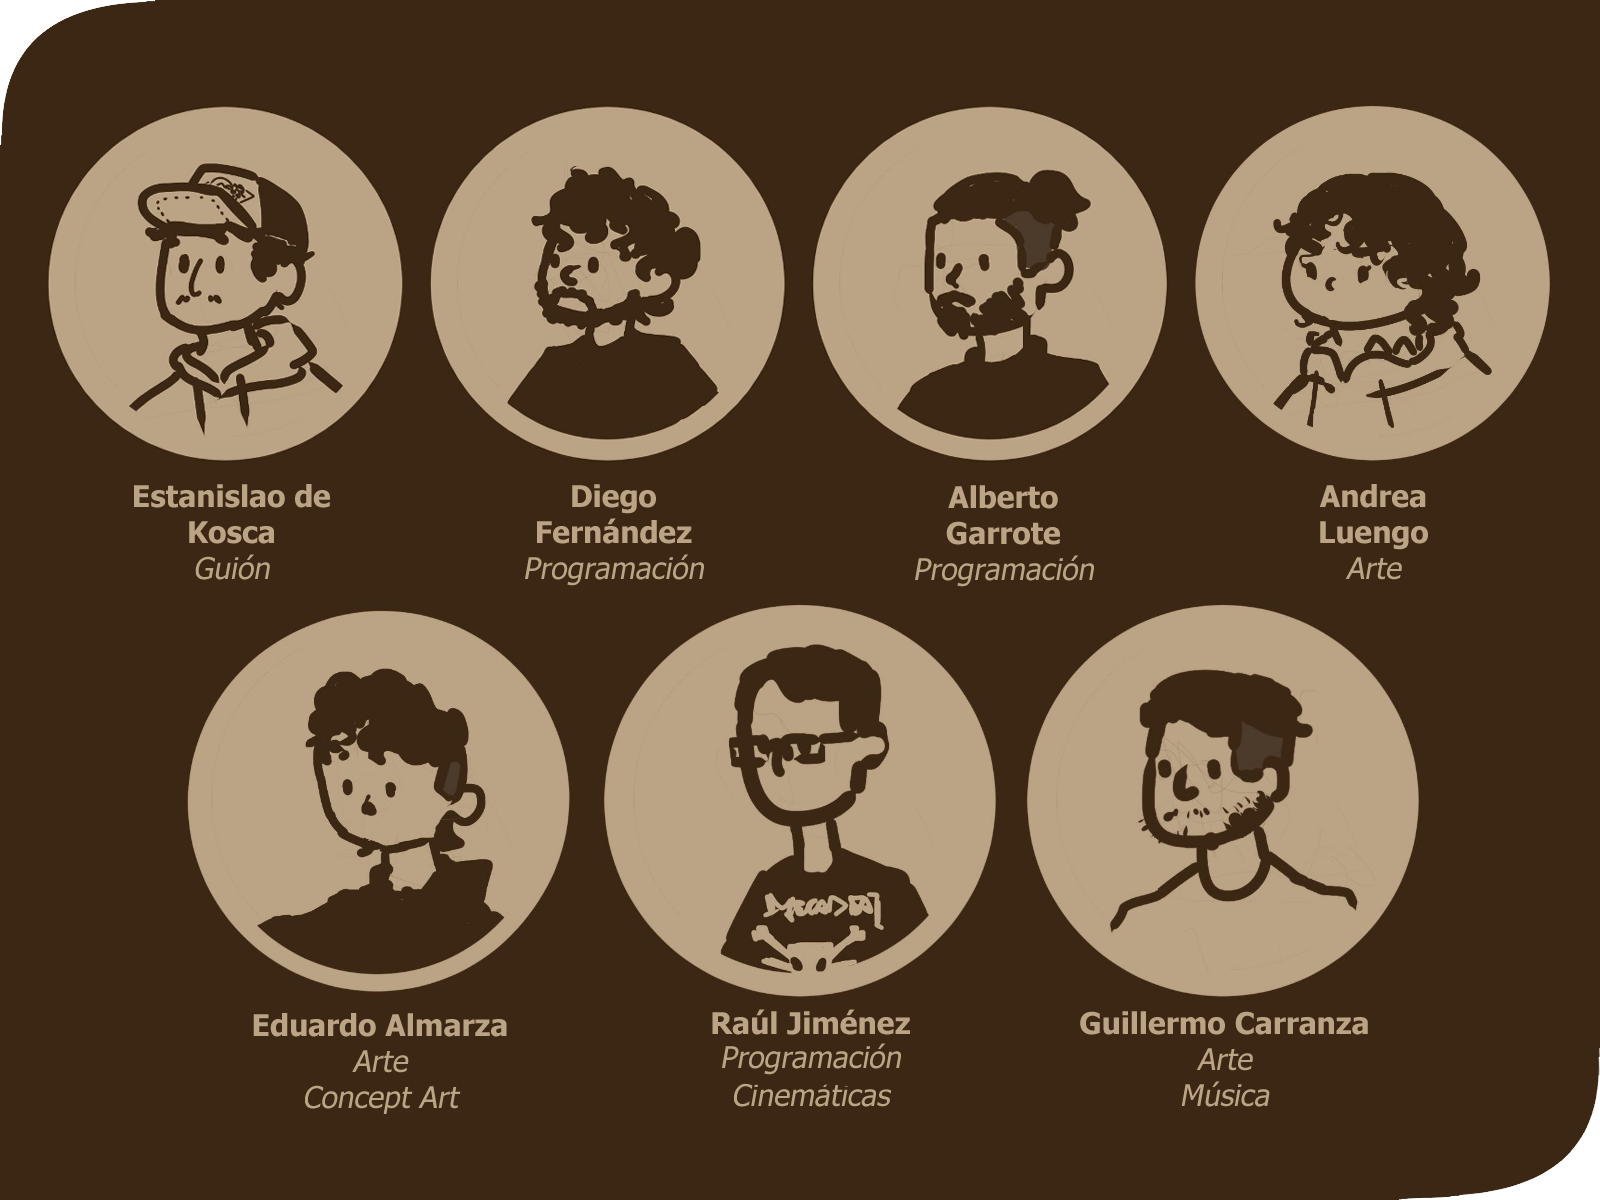 Estanislao de
Kosca
Guión
Diego
Fernández
Programación
Alberto
Garrote
Programación
Andrea
Luengo
Arte
Eduardo Almarza
Arte
Concept Art
Raúl Jiménez
Programación
Cinemáticas
Guillermo Carranza
Arte
Música